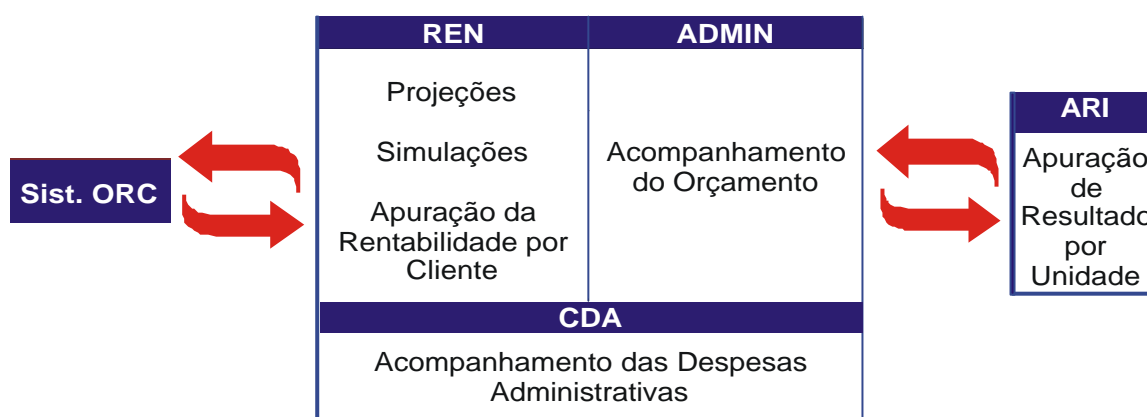 Sist. ORC
REN
Projeções
Simulações
Apuração da
Rentabilidade por
Cliente
ADMIN
Acompanhamento
do Orçamento
CDA
Acompanhamento das Despesas
Administrativas
ARI
Apuração
de
Resultado
por
Unidade